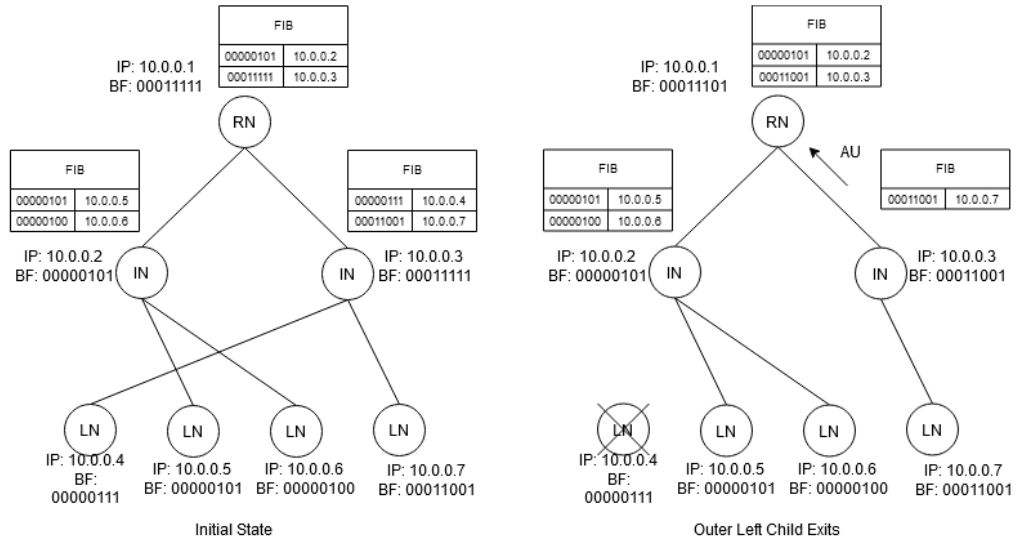 FIB
00000101 10.0.0.2
00011111 10.0.0.3
IP: 10.0.0.1
BF: 00011111
RN
FIB
00000101 10.0.0.5
00000100 10.0.0.6
FIB
00000111 10.0.0.4
00011001 10.0.0.7
IP: 10.0.0.2
BF: 00000101
IN
IN
IP: 10.0.0.3
BF: 00011111
LN
IP: 10.0.0.4
BF:
00000111
LN
IP: 10.0.0.5
BF: 00000101
LN
IP: 10.0.0.6
BF: 00000100
LN
IP: 10.0.0.7
BF: 00011001
Initial State
FIB
00000101 10.0.0.2
00011001 10.0.0.3
IP: 10.0.0.1
BF: 00011101
RN
AU
FIB
00000101 10.0.0.5
00000100 10.0.0.6
FIB
00011001 10.0.0.7
IP: 10.0.0.2
BF: 00000101
IN
IN
IP: 10.0.0.3
BF: 00011001
LN
IP: 10.0.0.4
BF:
00000111
LN
IP: 10.0.0.5
BF: 00000101
LN
IP: 10.0.0.6
BF: 00000100
LN
IP: 10.0.0.7
BF: 00011001
Outer Left Child Exits